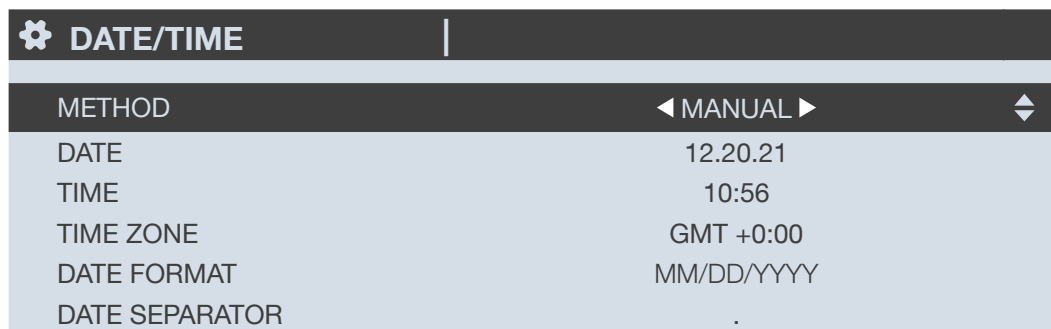 DATE/TIME
METHOD MANUAL
DATE 12.20.21
TIME 10:56
TIME ZONE GMT +0:00
DATE FORMAT MM/DD/YYYY
DATE SEPARATOR .